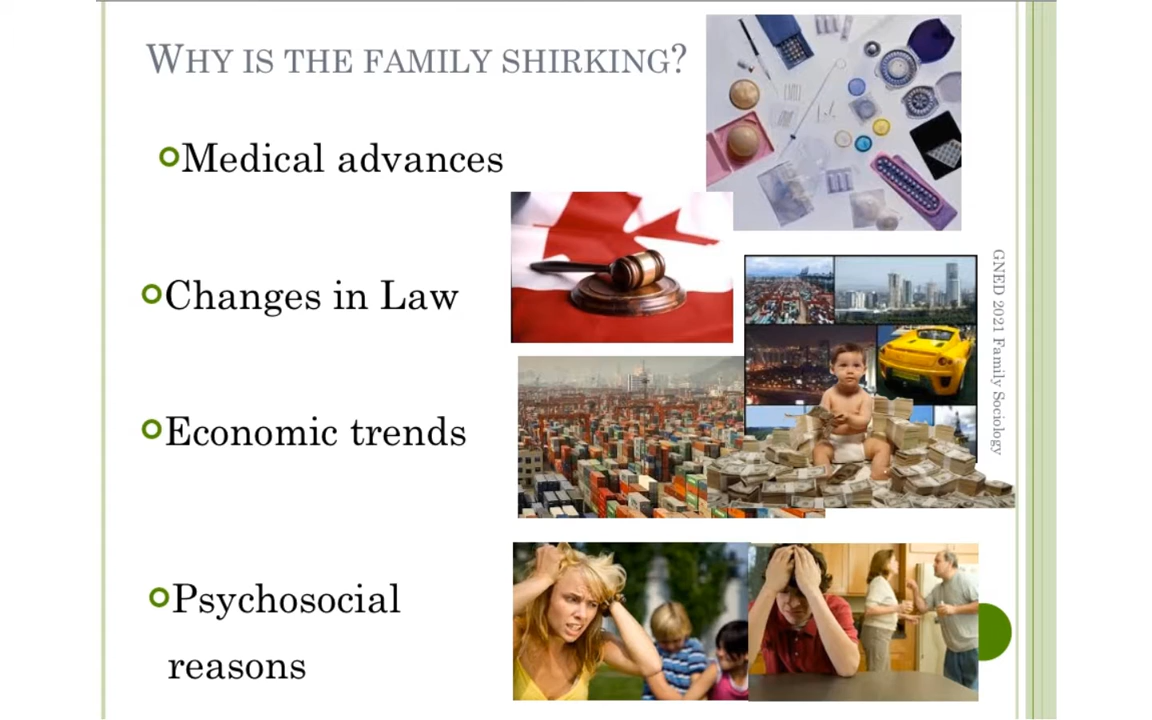 WHY IS THE FAMILY SHIRKING?
Medical advances
Changes in Law
Economic trends
Psychosocial
reasons
GNED 2021 Family Sociology